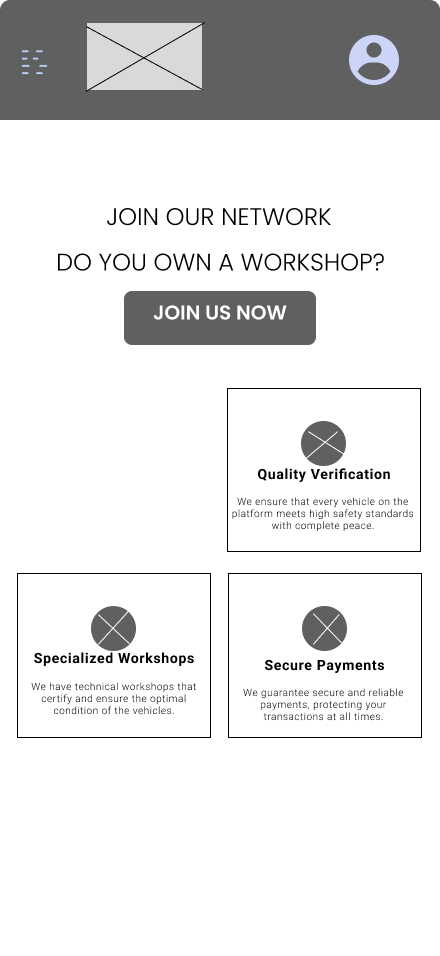 JOIN OUR NETWORK
DO YOU OWN A WORKSHOP?
JOIN US NOW
Quality Verification
We ensure that every vehicle on the
platform meets high safety standards
with complete peace.
Specialized Workshops
We have technical workshops that
certify and ensure the optimal
condition of the vehicles.
Secure Payments
We guarantee secure and reliable
payments, protecting your
transactions at all times.